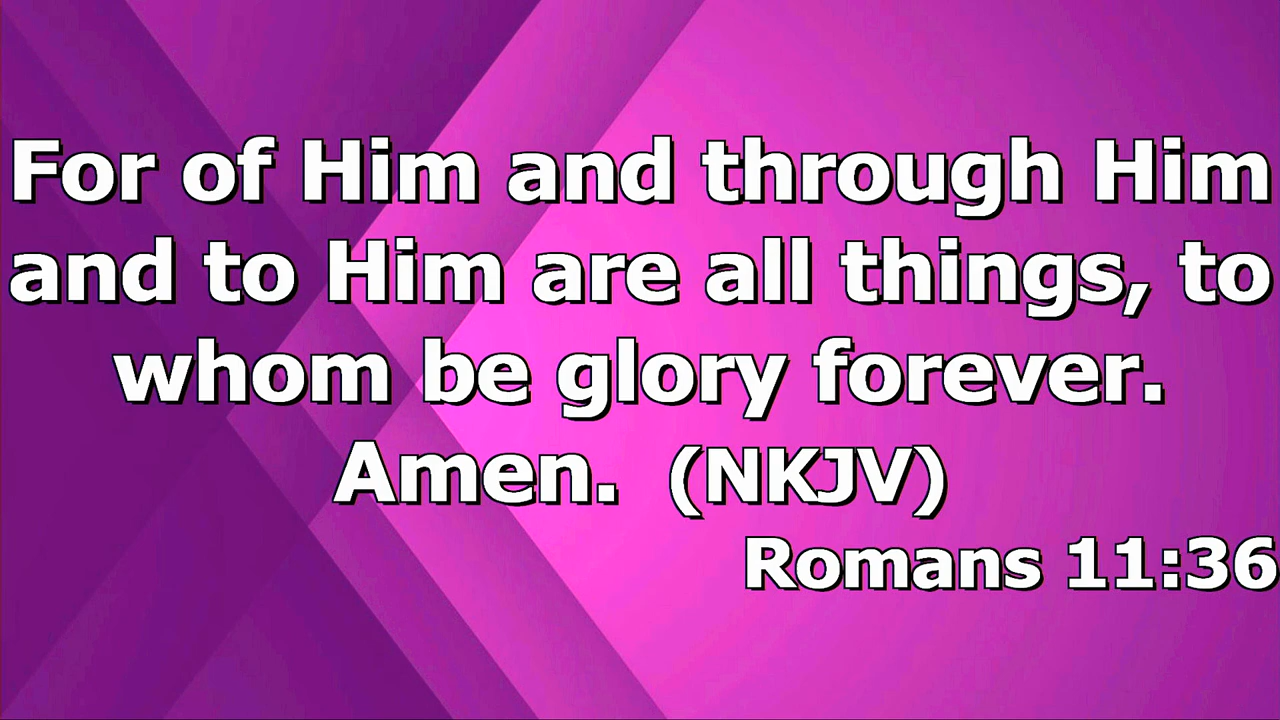 For of Him and through Him
and to Him are all things, to
whom be glory forever.
Amen.  (NKJV)
Romans 11:36